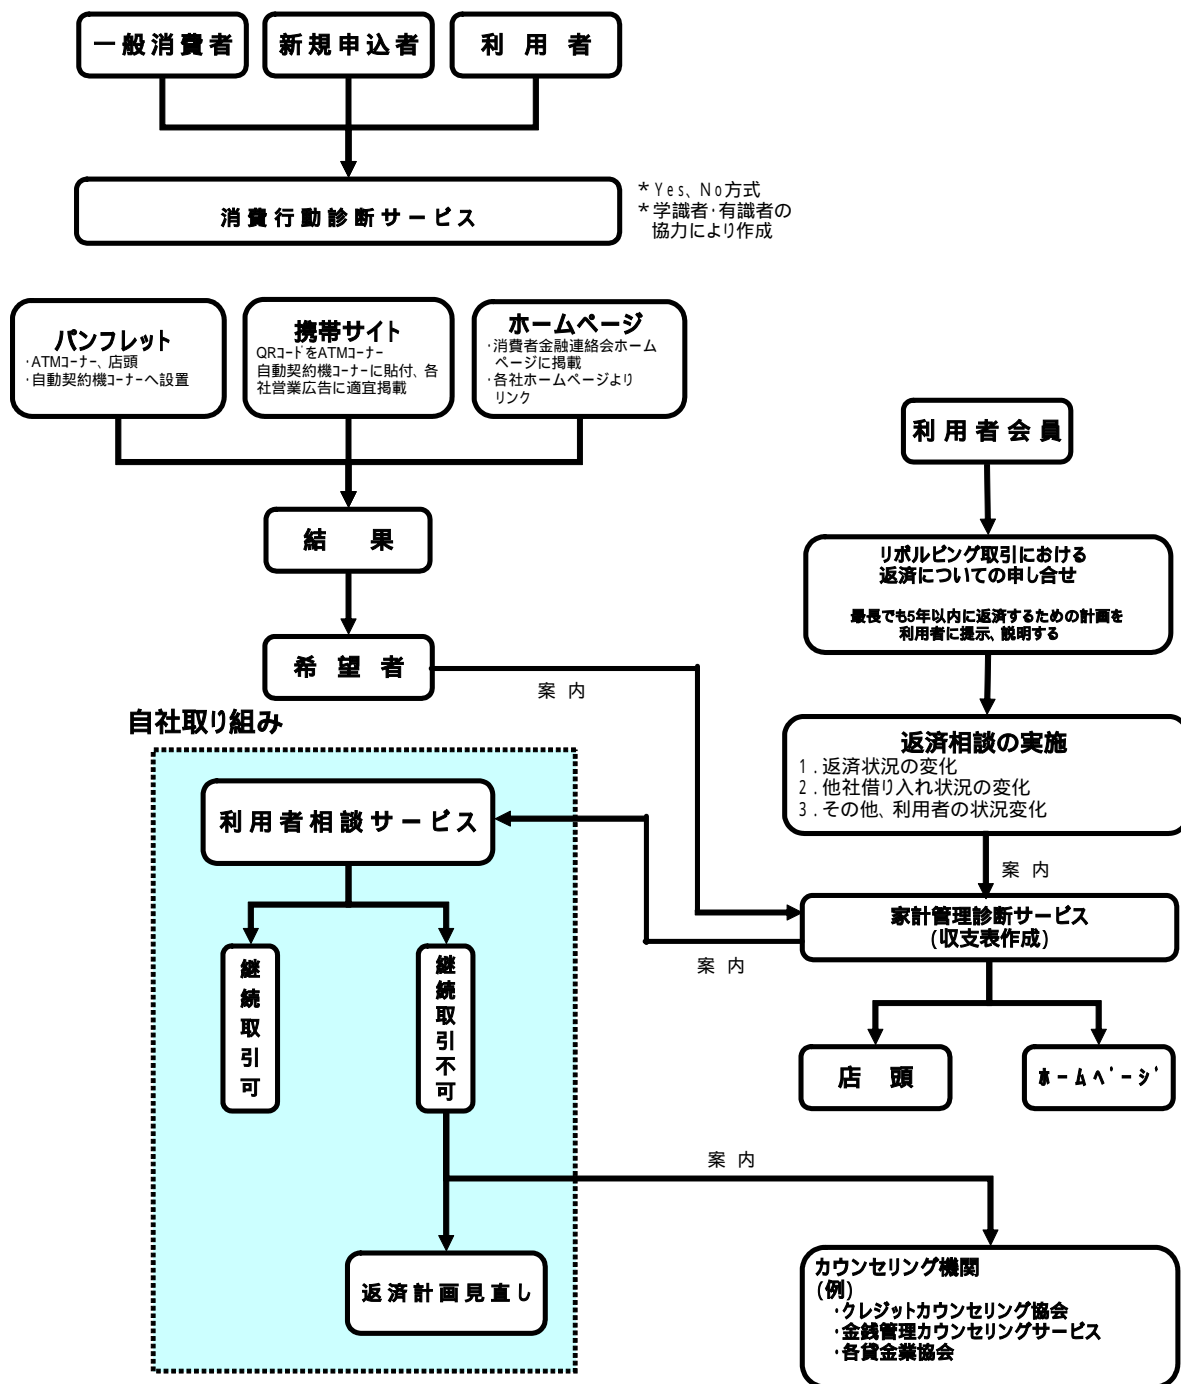 一般消費者
新規申込者
利用者
消費行動診断サービス
*Yes、No方式
*学識者・有識者の
協力により作成
パンフレット
・ATMコーナー、店頭
・自動契約機コーナーへ設置
携帯サイト
QRコードをATMコーナー
自動契約機コーナーに貼付、各
社営業広告に適宜掲載
ホームページ
・消費者金融連絡会ホーム
ページに掲載
・各社ホームページより
リンク
結 果
希望者
案 内
利用者会員
リボルビング取引における
返済についての申し合せ
最長でも5年以内に返済するための計画を
利用者に提示、説明する
返済相談の実施
1.返済状況の変化
2.他社借り入れ状況の変化
3.その他、利用者の状況変化
案 内
家計管理診断サービス
(収支表作成)
案 内
店 頭
ホームページ
自社取り組み
利用者相談サービス
継続取引可
継続取引不可
返済計画見直し
案 内
カウンセリング機関
(例)
・クレジットカウンセリング協会
・金銭管理カウンセリングサービス
・各貸金業協会